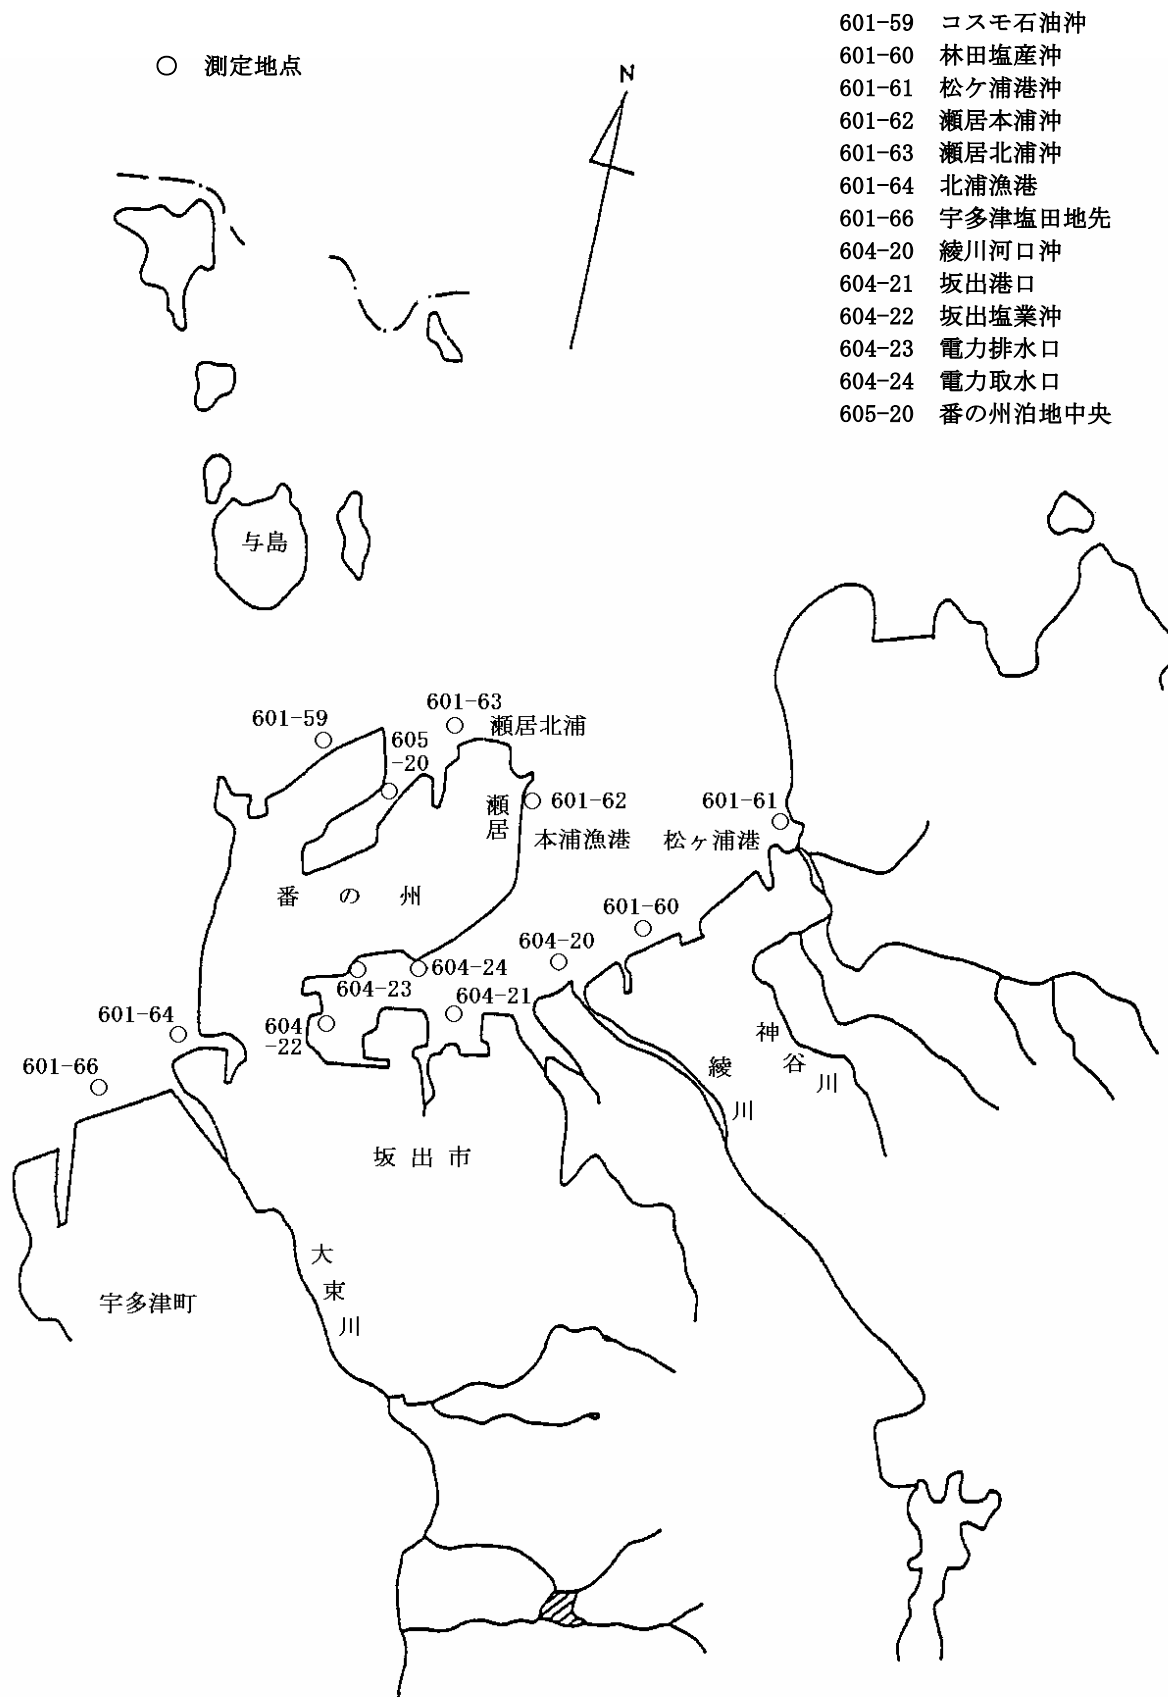 ○ 測定地点
N
601-59 コスモ石油沖
601-60 林田塩産沖
601-61 松ケ浦港沖
601-62 瀬居本浦沖
601-63 瀬居北浦沖
601-64 北浦漁港
601-66 宇多津塩田地先
604-20 綾川河口沖
604-21 坂出港口
604-22 坂出塩業沖
604-23 電力排水口
604-24 電力取水口
605-20 番の州泊地中央
与島
601-63
瀬居北浦
601-59
605
-20
瀬居
601-62
本浦漁港
601-61
松ヶ浦港
番の州
601-60
604-20
604-24
604-23
604-21
604
-22
601-64
601-66
神谷川
綾川
坂出市
大束川
宇多津町